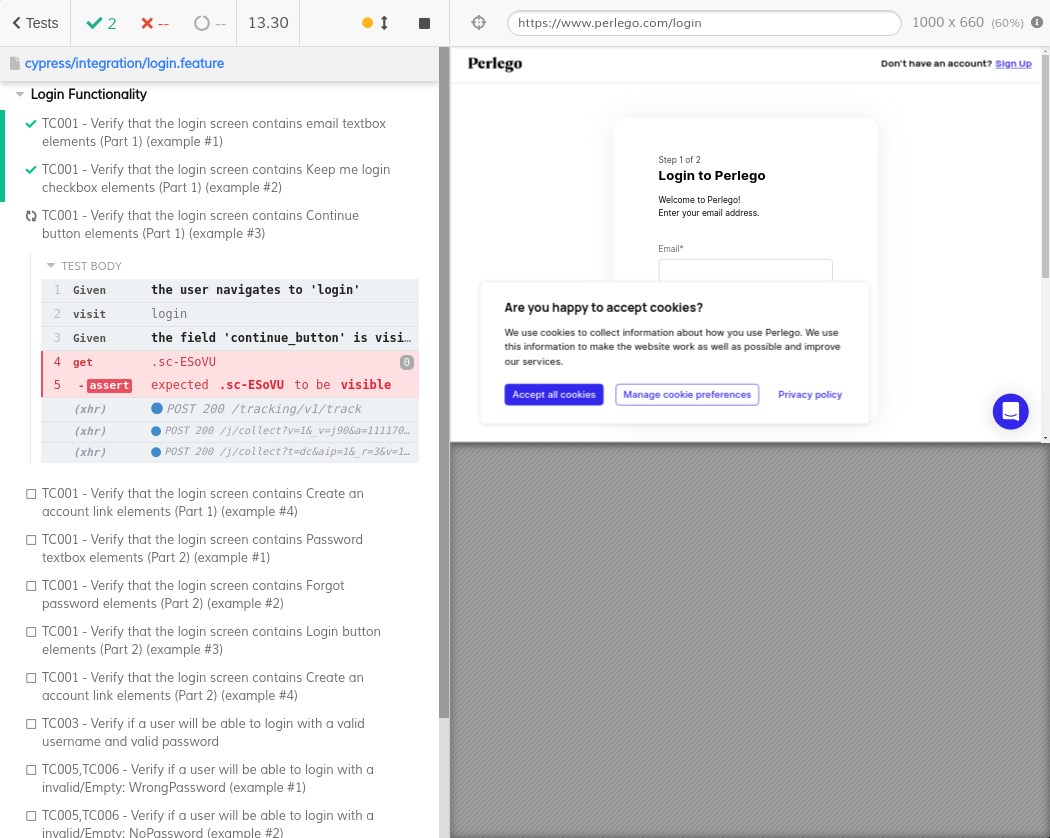 Tests
2
--
--
13.30
https://www.perlego.com/login
1000 x 660 (60%)
cypress/integration/login.feature
Login Functionality
TC001 - Verify that the login screen contains email textbox
elements (Part 1) (example #1)
TC001 - Verify that the login screen contains Keep me login
checkbox elements (Part 1) (example #2)
TC001 - Verify that the login screen contains Continue
button elements (Part 1) (example #3)
TEST BODY
1 Given the user navigates to 'login'
2 visit login
3 Given the field 'continue_button' is visi…
4 get .sc-ESoVU 0
5 -assert expected .sc-ESoVU to be visible
(xhr) POST 200 /tracking/v1/track
(xhr) POST 200 /j/collect?v=1&_v=j90&a=111170…
(xhr) POST 200 /j/collect?t=dc&aip=1&_r=3&v=1…
TC001 - Verify that the login screen contains Create an
account link elements (Part 1) (example #4)
TC001 - Verify that the login screen contains Password
textbox elements (Part 2) (example #1)
TC001 - Verify that the login screen contains Forgot
password elements (Part 2) (example #2)
TC001 - Verify that the login screen contains Login button
elements (Part 2) (example #3)
TC001 - Verify that the login screen contains Create an
account link elements (Part 2) (example #4)
TC003 - Verify if a user will be able to login with a valid
username and valid password
TC005,TC006 - Verify if a user will be able to login with a
invalid/Empty: WrongPassword (example #1)
TC005,TC006 - Verify if a user will be able to login with a
invalid/Empty: NoPassword (example #2)
Perlego
Don't have an account? Sign Up
Step 1 of 2
Login to Perlego
Welcome to Perlego!
Enter your email address.
Email*
Are you happy to accept cookies?
We use cookies to collect information about how you use Perlego. We use
this information to make the website work as well as possible and improve
our services.
Accept all cookies
Manage cookie preferences
Privacy policy